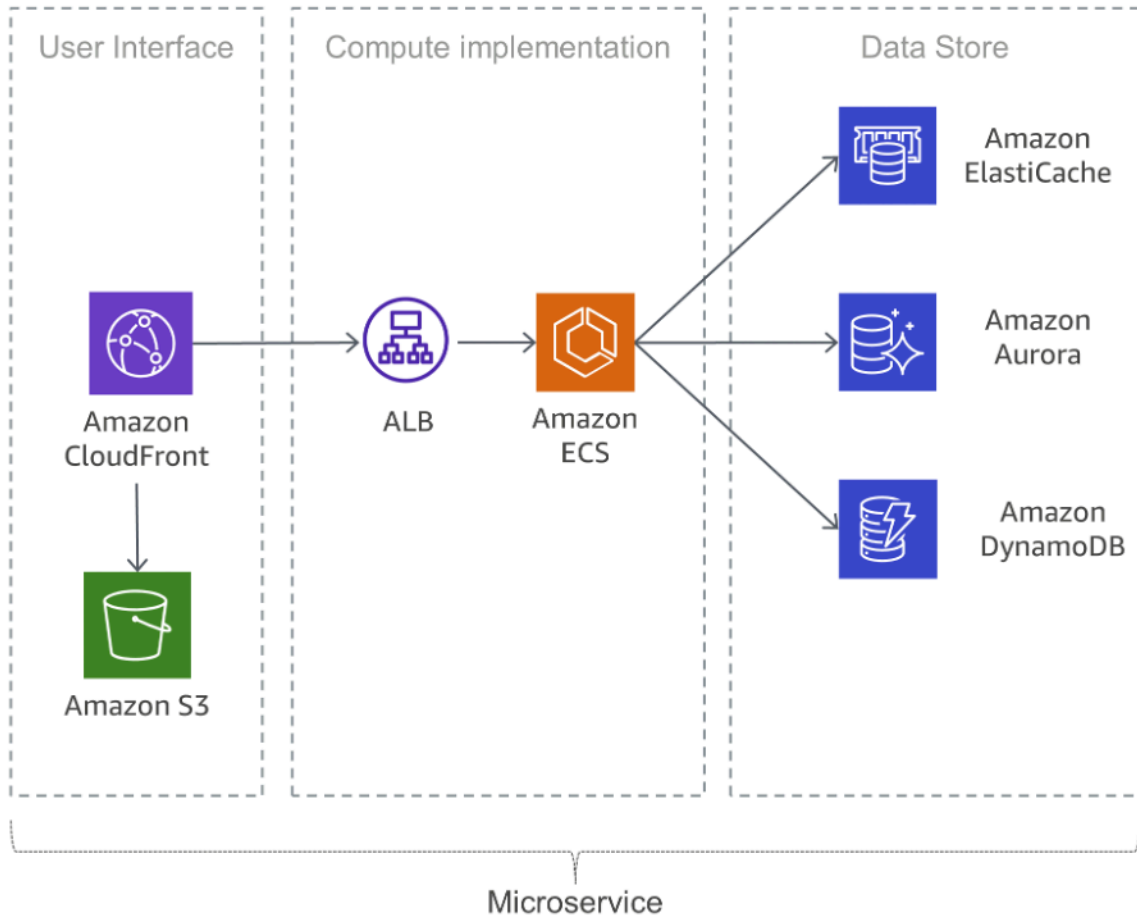 User Interface
Compute implementation
Data Store
Amazon
ElastiCache
Amazon
CloudFront
ALB
Amazon
ECS
Amazon
Aurora
Amazon
DynamoDB
Amazon S3
Microservice